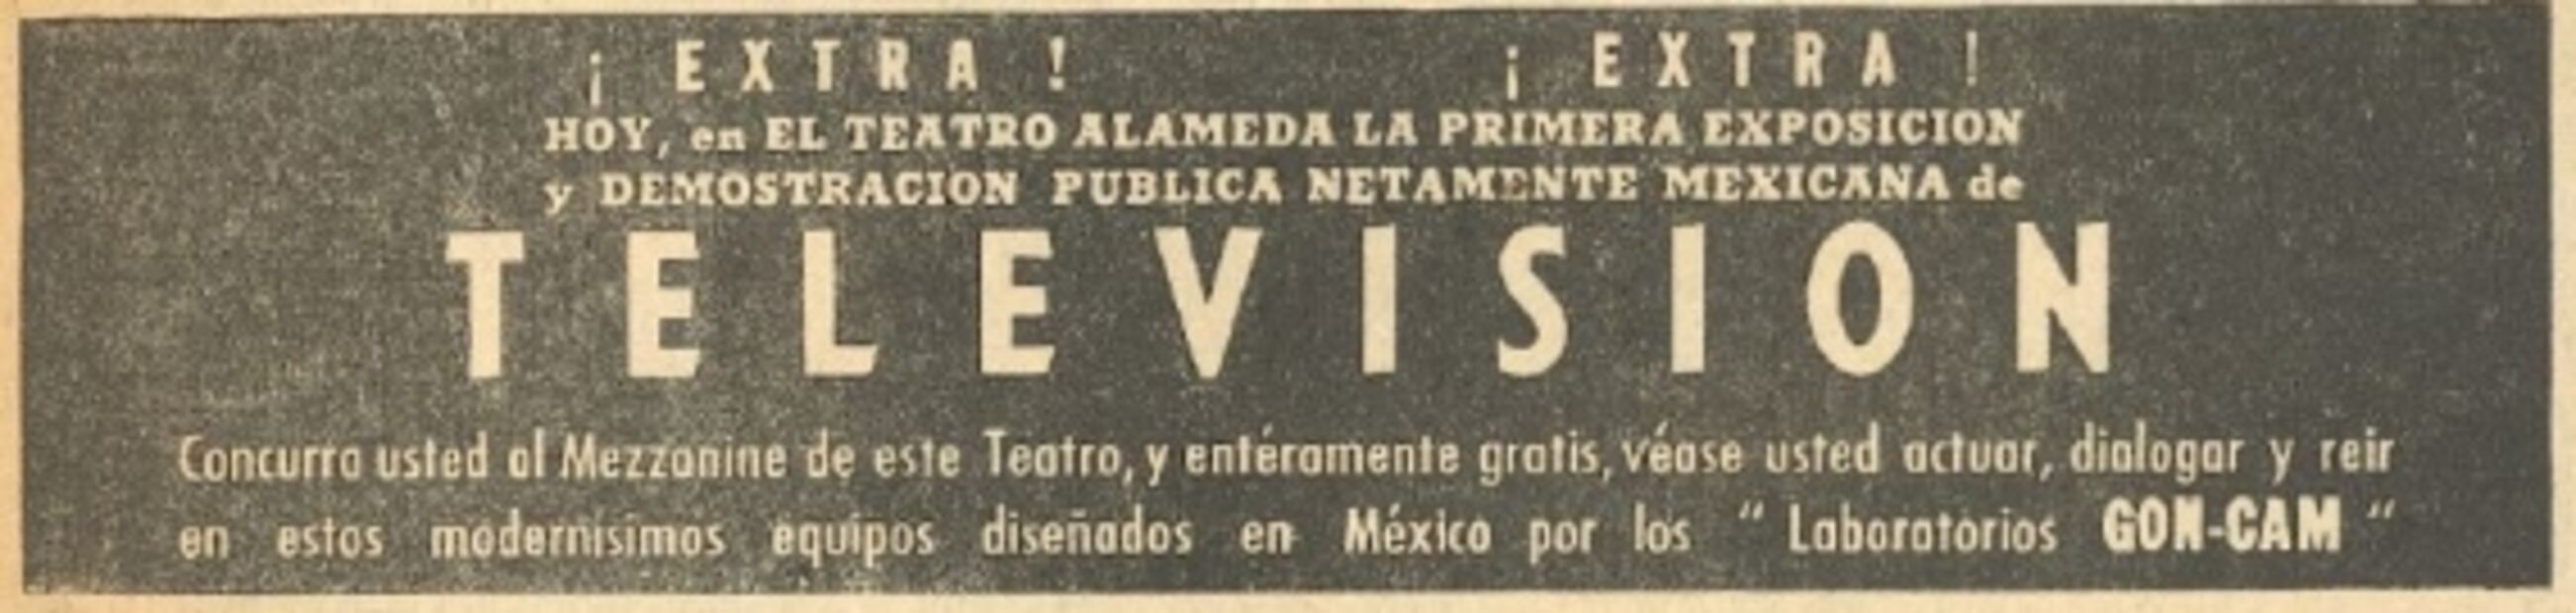 ¡ EXTRA ! ¡ EXTRA !
HOY, en EL TEATRO ALAMEDA LA PRIMERA EXPOSICION
y DEMOSTRACION PUBLICA NETAMENTE MEXICANA de
TELEVISION
Concurra usted al Mezzanine de este Teatro, y entéramente gratis, véase usted actuar, dialogar y reir
en estos modernísimos equipos diseñados en México por los " Laboratorios GON-CAM "